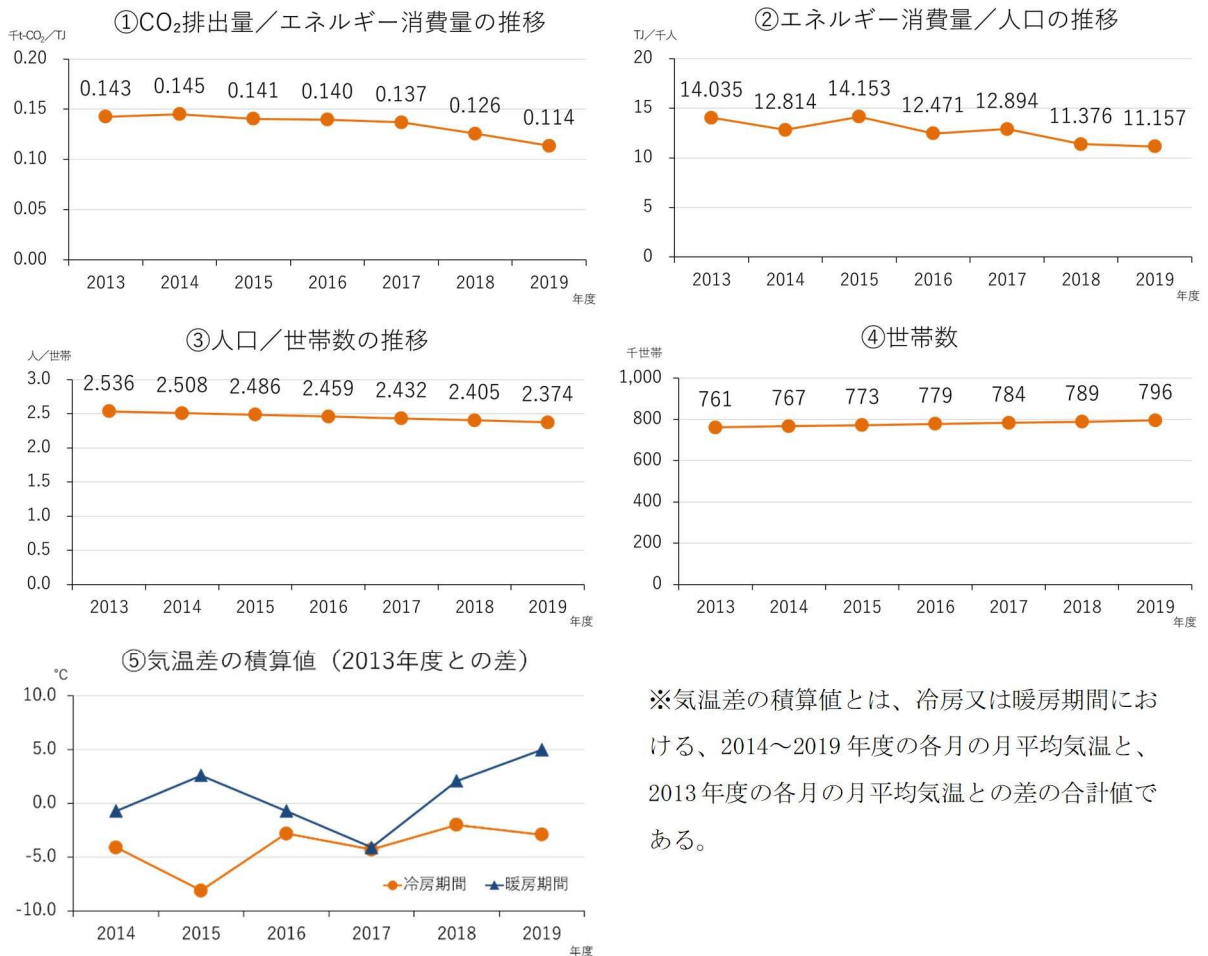 ①CO₂排出量／エネルギー消費量の推移
千t-CO₂／TJ
0.20
0.15
0.10
0.05
0.00
0.143 0.145 0.141 0.140 0.137 0.126 0.114
2013 2014 2015 2016 2017 2018 2019
年度
②エネルギー消費量／人口の推移
TJ／千人
20
15
10
5
0
14.035 12.814 14.153 12.471 12.894 11.376 11.157
2013 2014 2015 2016 2017 2018 2019
年度
③人口／世帯数の推移
人／世帯
3.0
2.5
2.0
1.5
1.0
0.5
0.0
2.536 2.508 2.486 2.459 2.432 2.405 2.374
2013 2014 2015 2016 2017 2018 2019
年度
④世帯数
千世帯
1,000
800
600
400
200
0
761 767 773 779 784 789 796
2013 2014 2015 2016 2017 2018 2019
年度
⑤気温差の積算値（2013年度との差）
℃
10.0
5.0
0.0
-5.0
-10.0
冷房期間 暖房期間
2014 2015 2016 2017 2018 2019
年度
※気温差の積算値とは、冷房又は暖房期間にお
ける、2014～2019 年度の各月の月平均気温と、
2013 年度の各月の月平均気温との差の合計値で
ある。